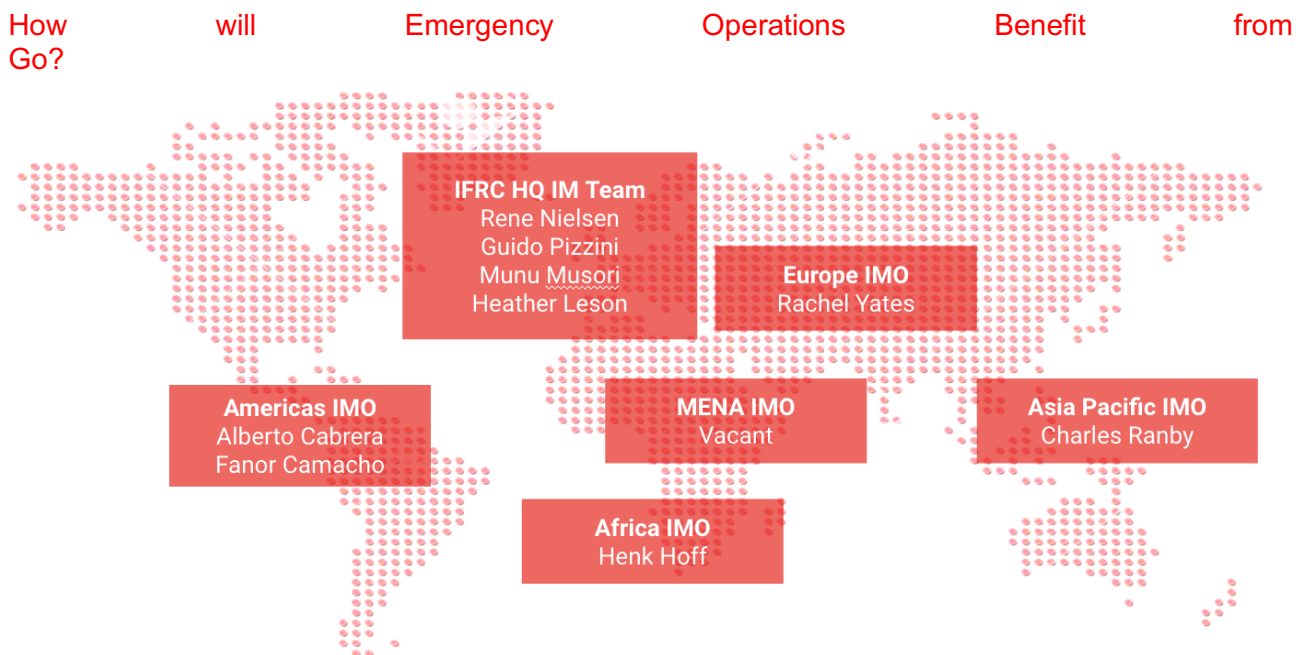 How will Emergency Operations Benefit from
Go?
IFRC HQ IM Team
Rene Nielsen
Guido Pizzini
Munu Musori
Heather Leson
Europe IMO
Rachel Yates
Americas IMO
Alberto Cabrera
Fanor Camacho
MENA IMO
Vacant
Asia Pacific IMO
Charles Ranby
Africa IMO
Henk Hoff